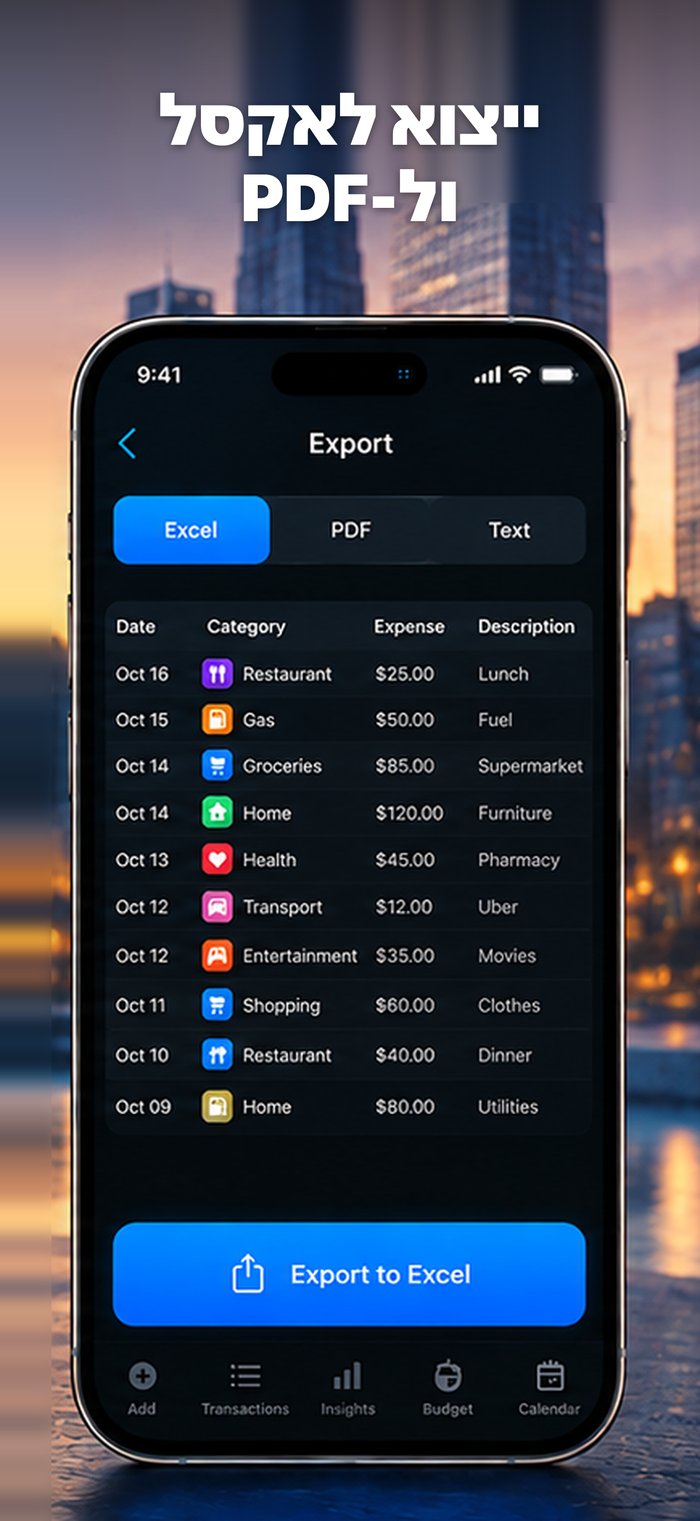 ייצוא לאקסל
ול-PDF
9:41
Export
Excel PDF Text
Date Category Expense Description
Oct 16 Restaurant $25.00 Lunch
Oct 15 Gas $50.00 Fuel
Oct 14 Groceries $85.00 Supermarket
Oct 14 Home $120.00 Furniture
Oct 13 Health $45.00 Pharmacy
Oct 12 Transport $12.00 Uber
Oct 12 Entertainment $35.00 Movies
Oct 11 Shopping $60.00 Clothes
Oct 10 Restaurant $40.00 Dinner
Oct 09 Home $80.00 Utilities
Export to Excel
Add Transactions Insights Budget Calendar